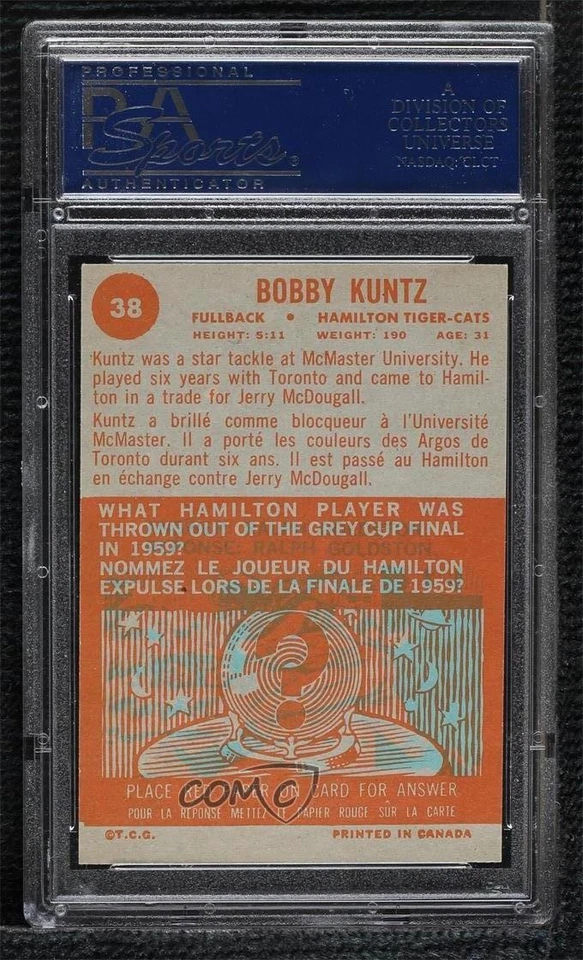 PROFESSIONAL
PSA
Sports®
AUTHENTICATOR
A
DIVISION OF
COLLECTORS
UNIVERSE
NASDAQ: CLCT
38
BOBBY KUNTZ
FULLBACK • HAMILTON TIGER-CATS
HEIGHT: 5:11 WEIGHT: 190 AGE: 31
Kuntz was a star tackle at McMaster University. He
played six years with Toronto and came to Hamil-
ton in a trade for Jerry McDougall.
Kuntz a brillé comme blocqueur à l'Université
McMaster. Il a porté les couleurs des Argos de
Toronto durant six ans. Il est passé au Hamilton
en échange contre Jerry McDougall.
WHAT HAMILTON PLAYER WAS
THROWN OUT OF THE GREY CUP FINAL
IN 1959?
RALPH GOLDSTON
NOMMEZ LE JOUEUR DU HAMILTON
EXPULSE LORS DE LA FINALE DE 1959?
?
PLACE RED PAPER ON CARD FOR ANSWER
COMC
POUR LA REPONSE METTEZ LE PAPIER ROUGE SUR LA CARTE
©T.C.G. PRINTED IN CANADA